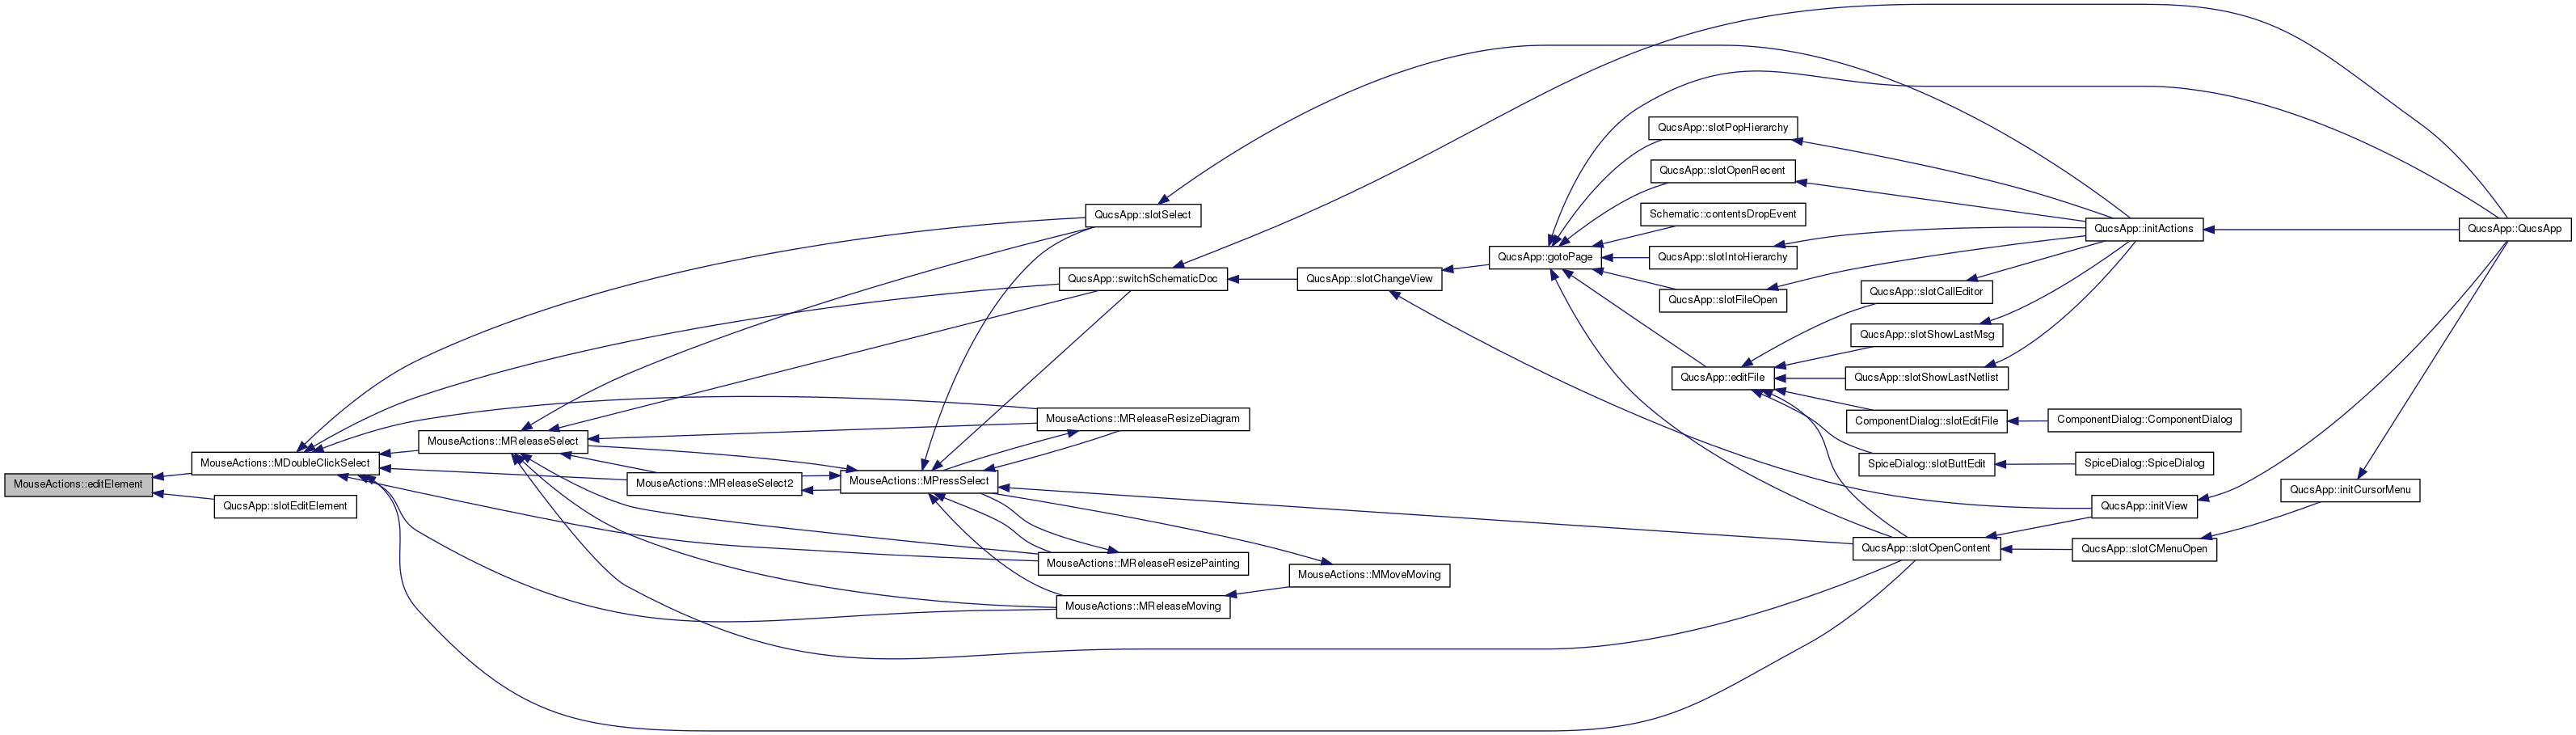 MouseActions::editElement
MouseActions::MDoubleClickSelect
QucsApp::slotEditElement
MouseActions::MReleaseSelect
MouseActions::MReleaseSelect2
MouseActions::MPressSelect
QucsApp::slotSelect
QucsApp::switchSchematicDoc
MouseActions::MReleaseResizeDiagram
MouseActions::MReleaseResizePainting
MouseActions::MReleaseMoving
QucsApp::slotChangeView
MouseActions::MMoveMoving
QucsApp::gotoPage
QucsApp::slotPopHierarchy
QucsApp::slotOpenRecent
Schematic::contentsDropEvent
QucsApp::slotIntoHierarchy
QucsApp::slotFileOpen
QucsApp::editFile
QucsApp::slotCallEditor
QucsApp::slotShowLastMsg
QucsApp::slotShowLastNetlist
ComponentDialog::slotEditFile
SpiceDialog::slotButtEdit
QucsApp::slotOpenContent
QucsApp::initActions
ComponentDialog::ComponentDialog
SpiceDialog::SpiceDialog
QucsApp::initView
QucsApp::slotCMenuOpen
QucsApp::initCursorMenu
QucsApp::QucsApp